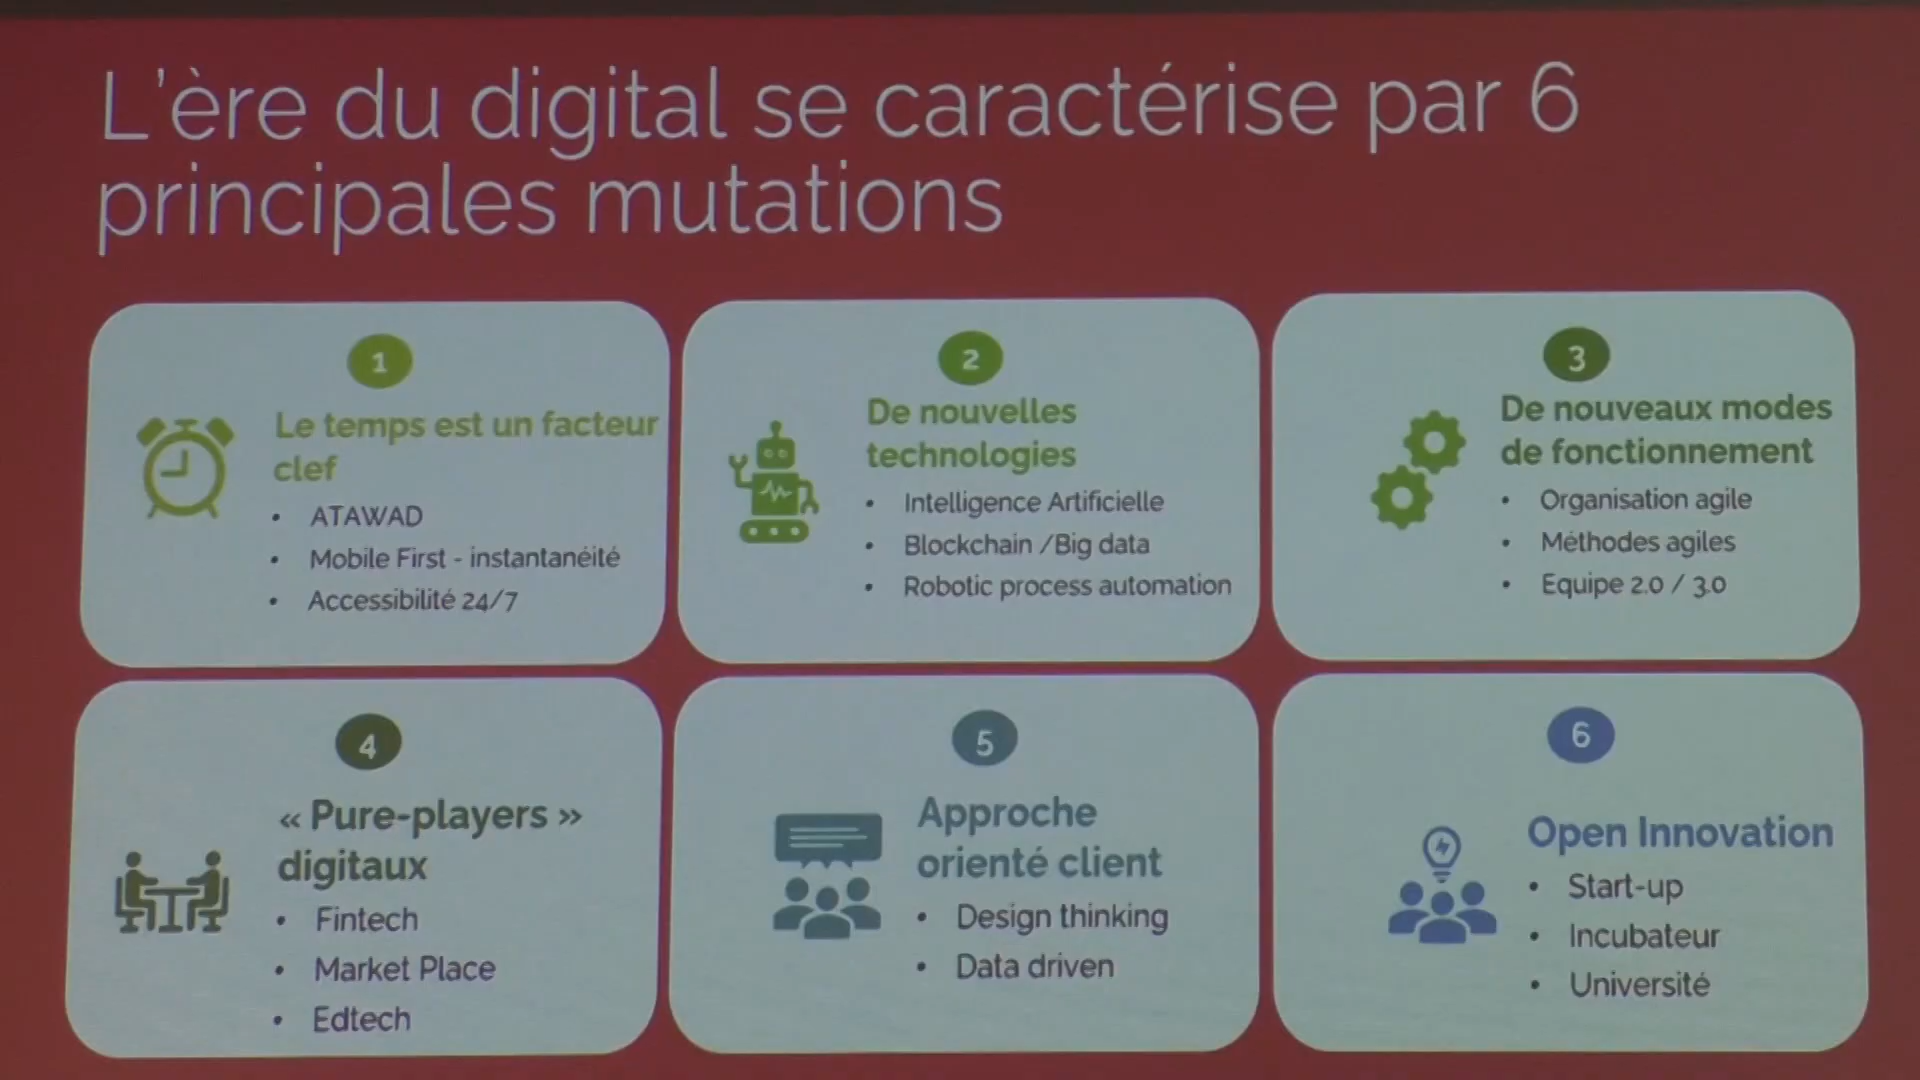 L'ère du digital se caractérise par 6
principales mutations
1
Le temps est un facteur
clef
• ATAWAD
• Mobile First - instantanéité
• Accessibilité 24/7
2
De nouvelles
technologies
• Intelligence Artificielle
• Blockchain /Big data
• Robotic process automation
3
De nouveaux modes
de fonctionnement
• Organisation agile
• Méthodes agiles
• Equipe 2.0 / 3.0
4
« Pure-players »
digitaux
• Fintech
• Market Place
• Edtech
5
Approche
orienté client
• Design thinking
• Data driven
6
Open Innovation
• Start-up
• Incubateur
• Université